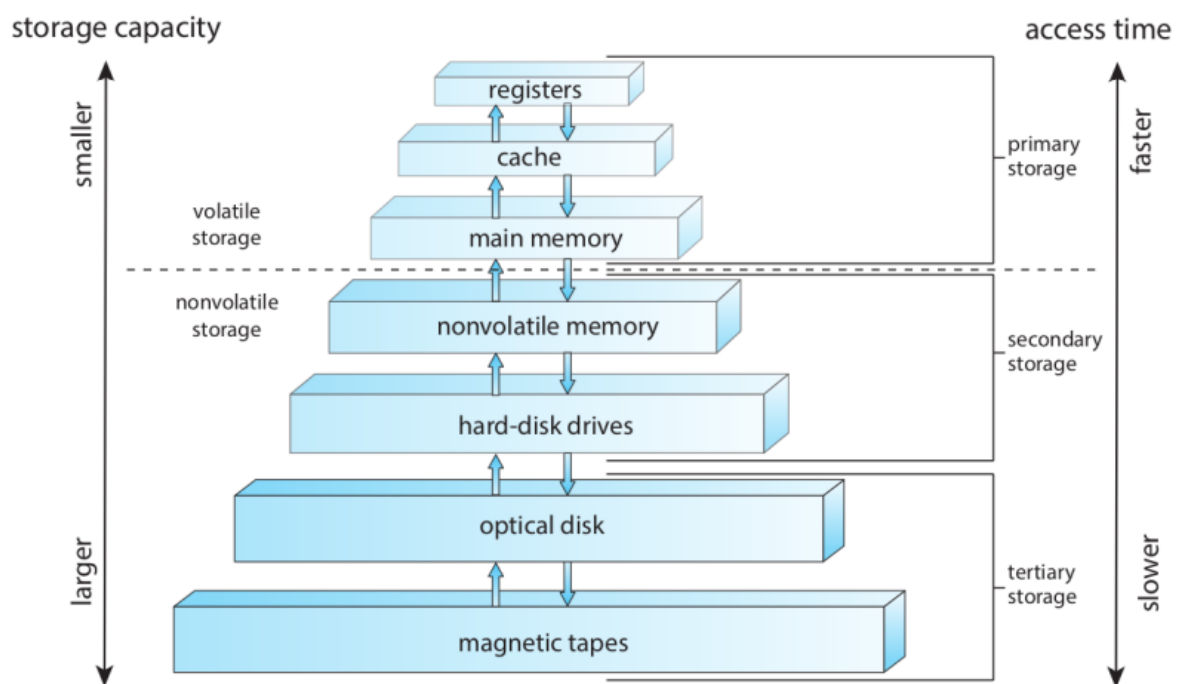 storage capacity
access time
smaller
faster
registers
cache
primary
storage
volatile
storage
main memory
nonvolatile
storage
nonvolatile memory
secondary
storage
hard-disk drives
optical disk
larger
slower
tertiary
storage
magnetic tapes